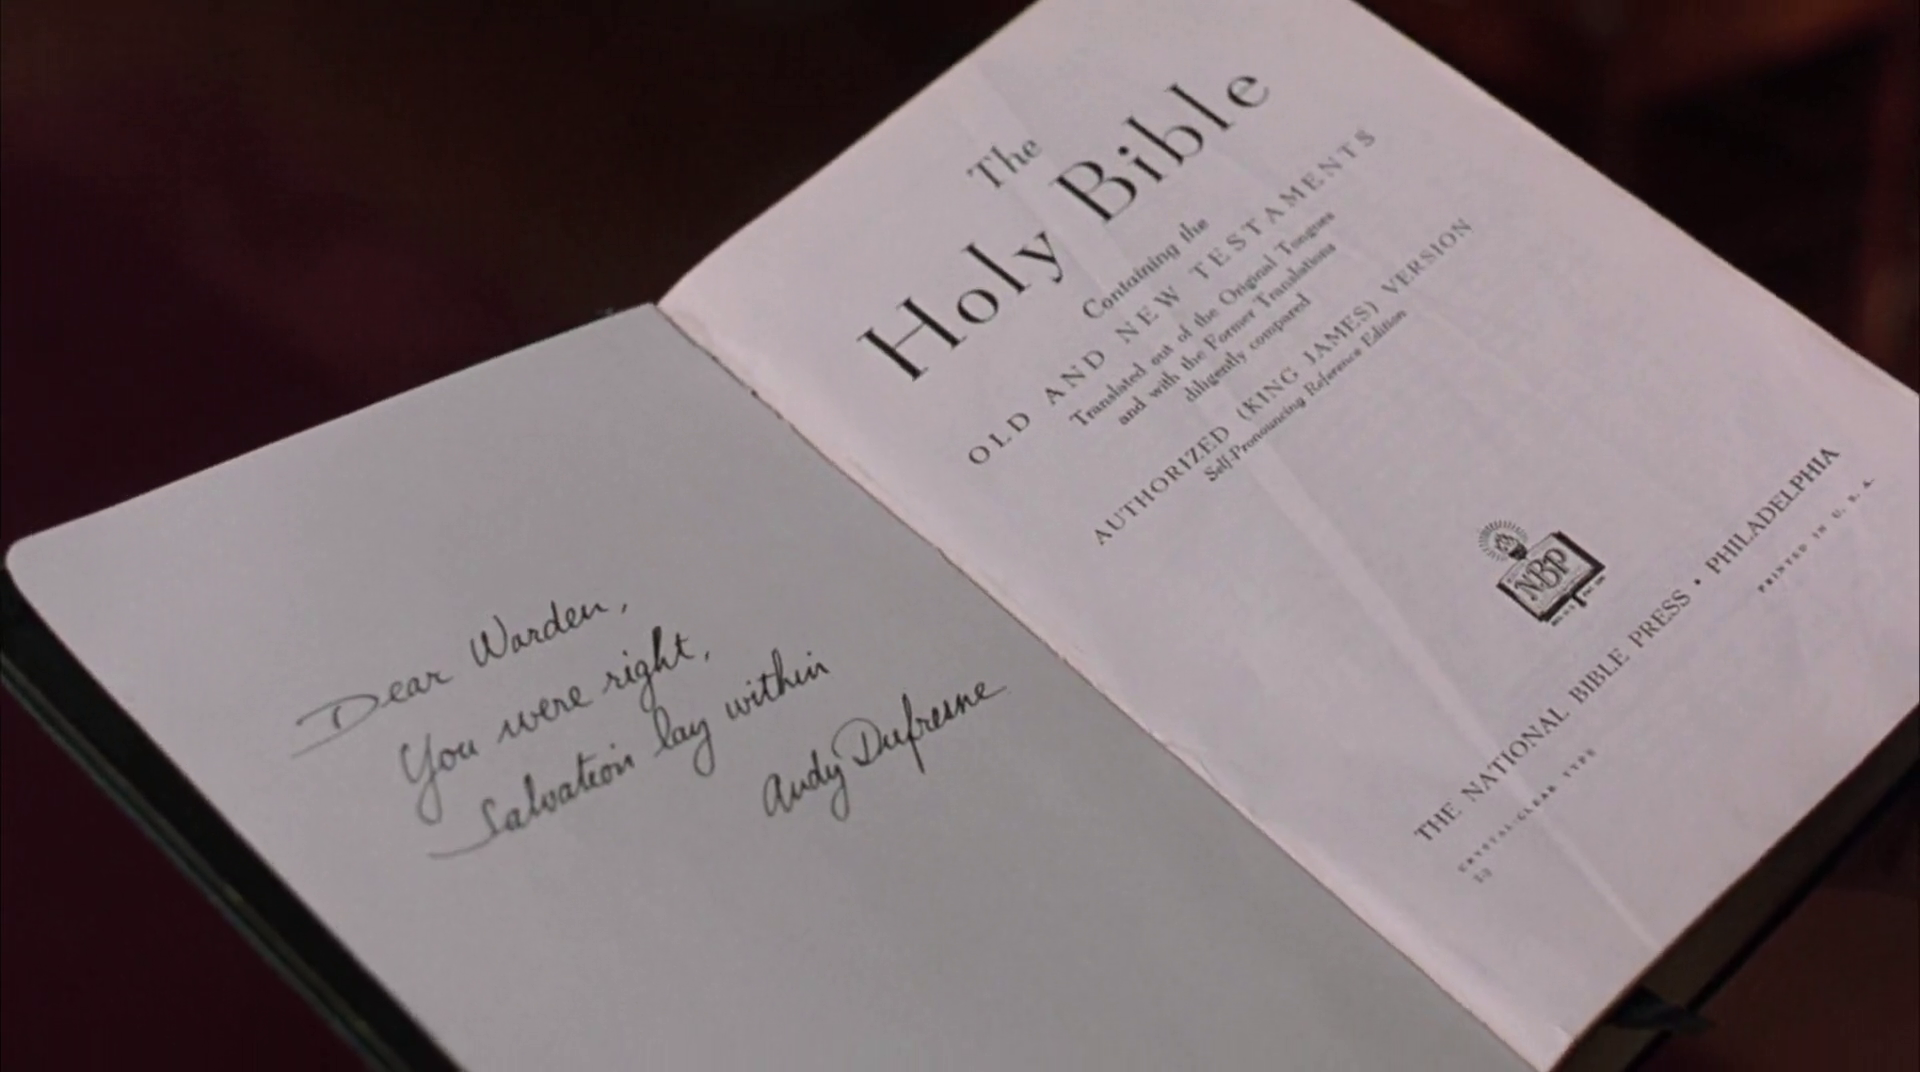 Dear Warden,
You were right,
Salvation lay within
Andy Dufresne
The
Holy Bible
Containing the
OLD AND NEW TESTAMENTS
Translated out of the Original Tongues
and with the Former Translations
diligently compared
AUTHORIZED (KING JAMES) VERSION
Self-Pronouncing Reference Edition
NBP
THE NATIONAL BIBLE PRESS • PHILADELPHIA
PRINTED IN U. S. A.
CRYSTAL-CLEAR TYPE